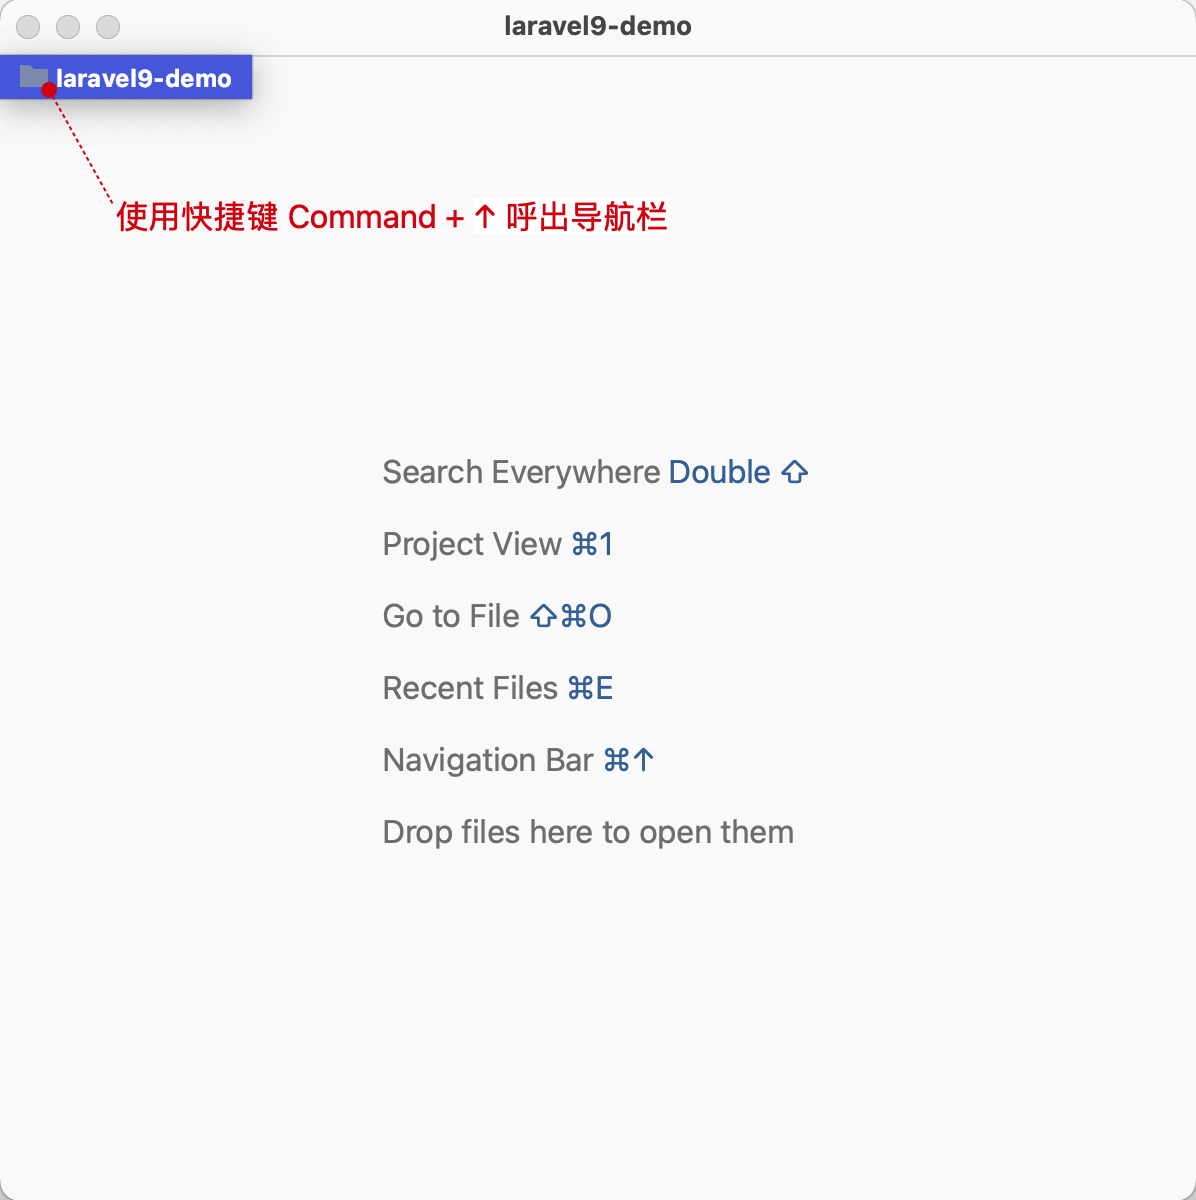 laravel9-demo
laravel9-demo
使用快捷键 Command + ↑ 呼出导航栏
Search Everywhere Double ⇧
Project View ⌘1
Go to File ⇧⌘O
Recent Files ⌘E
Navigation Bar ⌘↑
Drop files here to open them